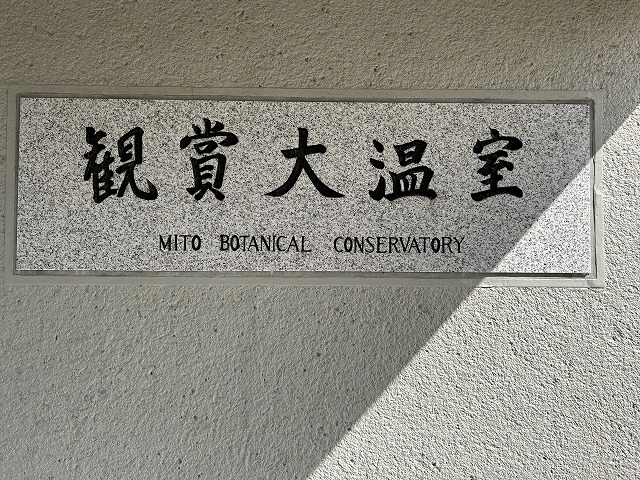 観賞大温室
MITO BOTANICAL CONSERVATORY